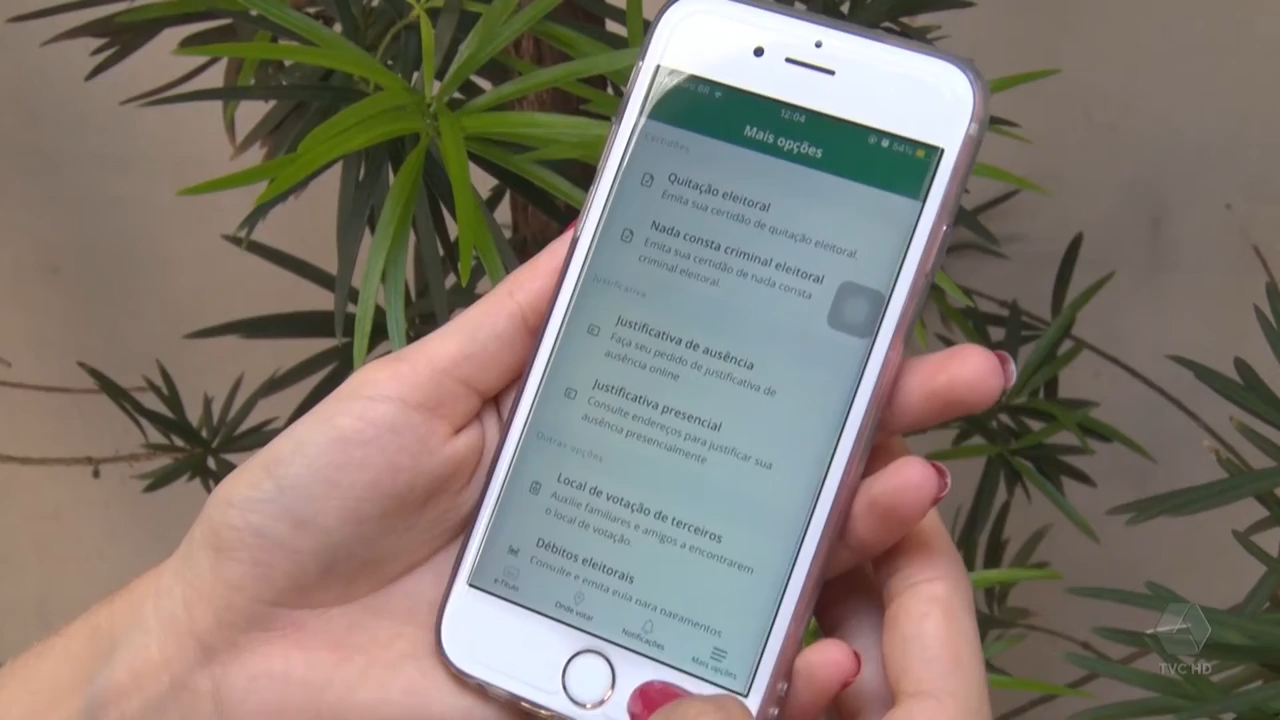 BR
12:04
54%
Mais opções
Certidões
Quitação eleitoral
Emita sua certidão de quitação eleitoral.
Nada consta criminal eleitoral
Emita sua certidão de nada consta
criminal eleitoral.
Justificativa
Justificativa de ausência
Faça seu pedido de justificativa de
ausência online
Justificativa presencial
Consulte endereços para justificar sua
ausência presencialmente
Outras opções
Local de votação de terceiros
Auxilie familiares e amigos a encontrarem
o local de votação.
Débitos eleitorais
Consulte e emita guia para pagamentos
e-Título
Onde votar
Notificações
Mais opções
TVC HD